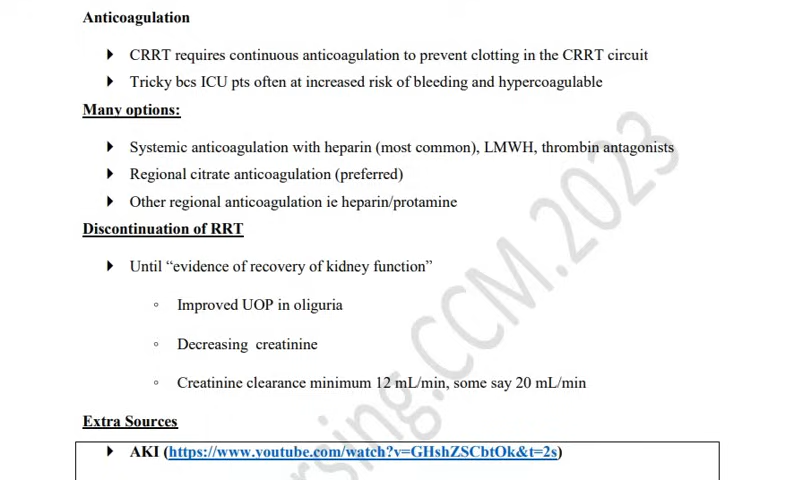 Anticoagulation
CRRT requires continuous anticoagulation to prevent clotting in the CRRT circuit
Tricky bcs ICU pts often at increased risk of bleeding and hypercoagulable
Many options:
Systemic anticoagulation with heparin (most common), LMWH, thrombin antagonists
Regional citrate anticoagulation (preferred)
Other regional anticoagulation ie heparin/protamine
Discontinuation of RRT
Until “evidence of recovery of kidney function”
Improved UOP in oliguria
Decreasing creatinine
Creatinine clearance minimum 12 mL/min, some say 20 mL/min
Extra Sources
AKI (https://www.youtube.com/watch?v=GHshZSCbtOk&t=2s)
rsing.CCM.2023